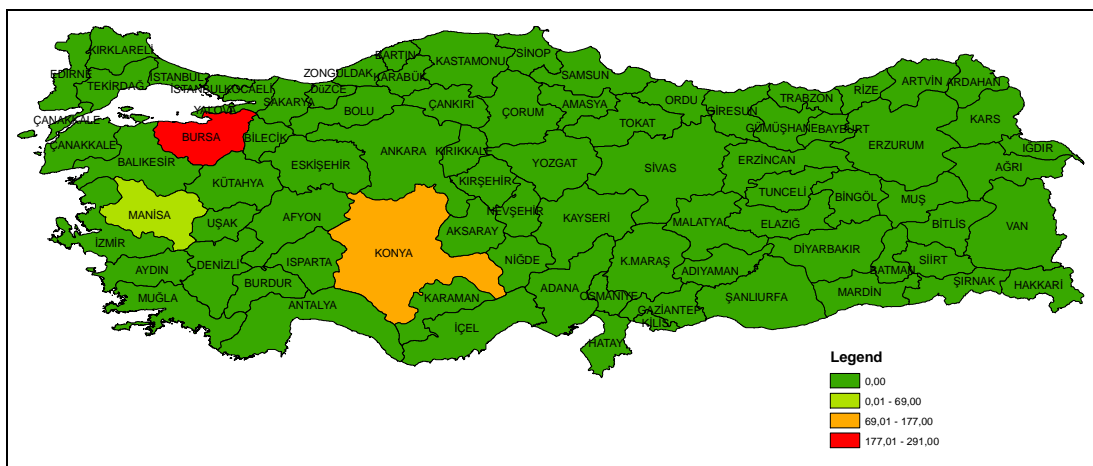 KIRKLARELİ
EDİRNE
TEKİRDAĞ
İSTANBUL
İSTANBUL
KOCAELİ
YALOVA
SAKARYA
DÜZCE
ZONGULDAK
BARTIN
KARABÜK
KASTAMONU
SİNOP
SAMSUN
ORDU
GİRESUN
TRABZON
RİZE
ARTVİN
ARDAHAN
KARS
IĞDIR
AĞRI
ÇANAKKALE
ÇANAKKALE
BALIKESİR
BURSA
BİLECİK
BOLU
ÇANKIRI
ÇORUM
AMASYA
TOKAT
GÜMÜŞHANE
BAYBURT
ERZURUM
ESKİŞEHİR
ANKARA
KIRIKKALE
YOZGAT
SİVAS
ERZİNCAN
TUNCELİ
BİNGÖL
MUŞ
KÜTAHYA
KIRŞEHİR
NEVŞEHİR
KAYSERİ
MALATYA
ELAZIĞ
BİTLİS
VAN
MANİSA
UŞAK
AFYON
KONYA
AKSARAY
NİĞDE
K.MARAŞ
ADIYAMAN
DİYARBAKIR
BATMAN
SİİRT
ŞIRNAK
HAKKARİ
İZMİR
AYDIN
DENİZLİ
ISPARTA
BURDUR
MUĞLA
ANTALYA
KARAMAN
İÇEL
ADANA
OSMANİYE
GAZİANTEP
KİLİS
ŞANLIURFA
MARDİN
HATAY
Legend
0,00
0,01 - 69,00
69,01 - 177,00
177,01 - 291,00